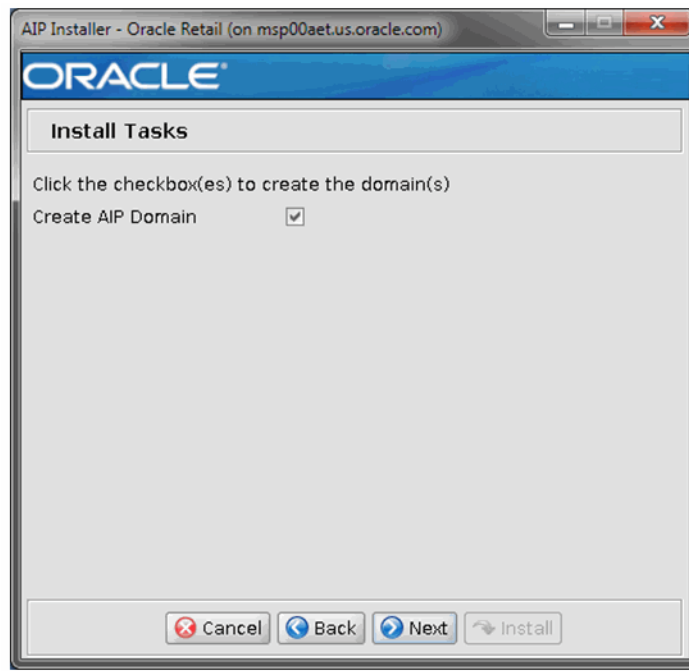 AIP Installer - Oracle Retail (on msp00aet.us.oracle.com)
ORACLE®
Install Tasks
Click the checkbox(es) to create the domain(s)
Create AIP Domain
Cancel Back Next Install